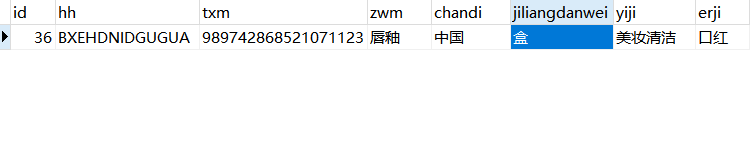 id hh txm zwm chandi jiliangdanwei yiji erji
36 BXEHDNIDGUGUA 989742868521071123 唇釉 中国 盒 美妆清洁 口红